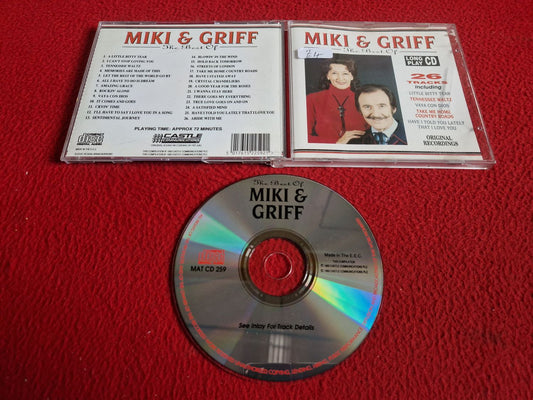 MIKI & GRIFF
The Best Of
1. A LITTLE BITTY TEAR
2. I CAN'T STOP LOVING YOU
3. TENNESSEE WALTZ
4. MEMORIES ARE MADE OF THIS
5. LET THE REST OF THE WORLD GO BY
6. ALL I HAVE TO DO IS DREAM
7. AMAZING GRACE
8. ROCKIN' ALONE
9. VAYA CON DIOS
10. IT COMES AND GOES
11. CRYIN' TIME
12. I'LL HAVE TO SAY I LOVE YOU IN A SONG
13. SENTIMENTAL JOURNEY
14. BLOWIN' IN THE WIND
15. HOLD BACK TOMORROW
16. STREETS OF LONDON
17. TAKE ME HOME COUNTRY ROADS
18. HAVE I STAYED AWAY
19. CRYSTAL CHANDELIERS
20. A GOOD YEAR FOR THE ROSES
21. I WANNA STAY HERE
22. THERE GOES MY EVERYTHING
23. TRUE LOVE GOES ON AND ON
24. A SATISFIED MIND
25. HAVE I TOLD YOU LATELY THAT I LOVE YOU
26. ABIDE WITH ME
PLAYING TIME: APPROX 72 MINUTES
CASTLE
MIKI & GRIFF
The Best Of
LONG
PLAY CD
26
TRACKS
including
LITTLE BITTY TEAR
TENNESSEE WALTZ
VAYA CON DIOS
TAKE ME HOME
COUNTRY ROADS
HAVE I TOLD YOU LATELY
THAT I LOVE YOU
ORIGINAL
RECORDINGS
The Best Of
MIKI &
GRIFF
MAT CD 259
Made in The E.E.C.
See Inlay For Track Details